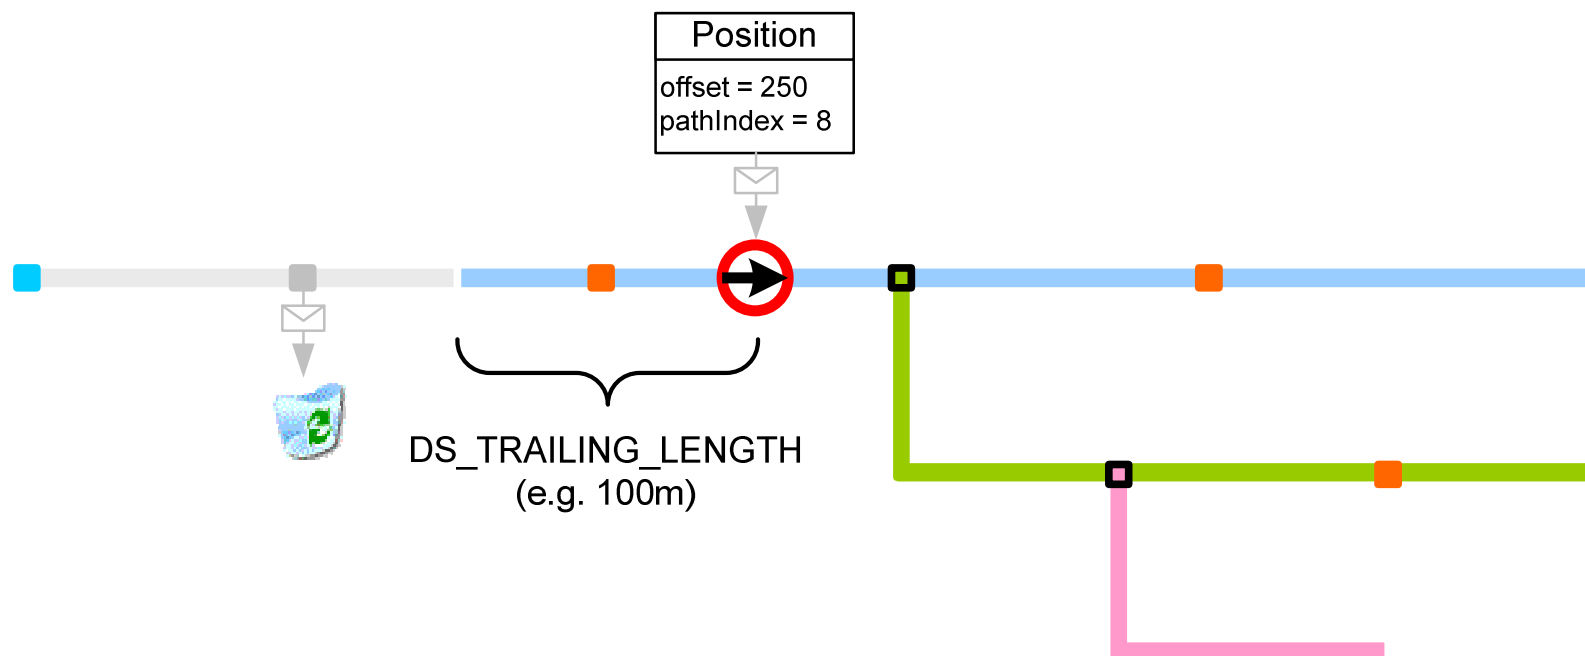 Position
offset = 250
pathIndex = 8
DS_TRAILING_LENGTH
(e.g. 100m)